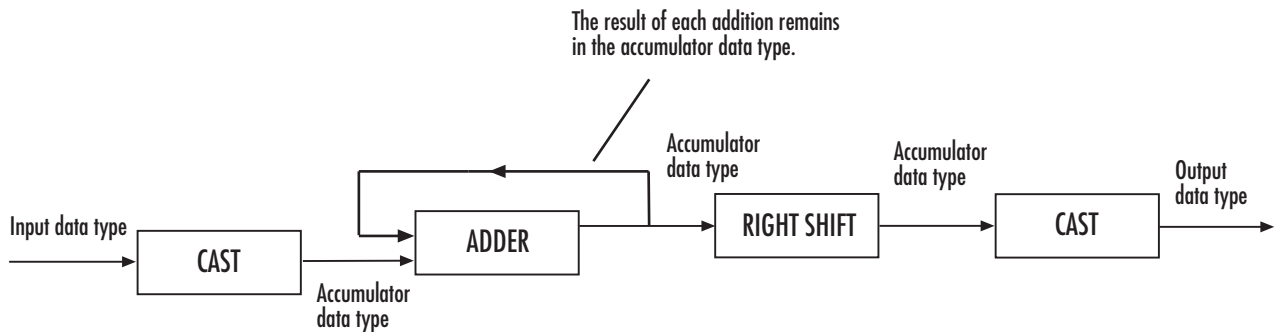 The result of each addition remains
in the accumulator data type.
Accumulator
data type
Accumulator
data type
Output
data type
Input data type
CAST
ADDER
RIGHT SHIFT
CAST
Accumulator
data type